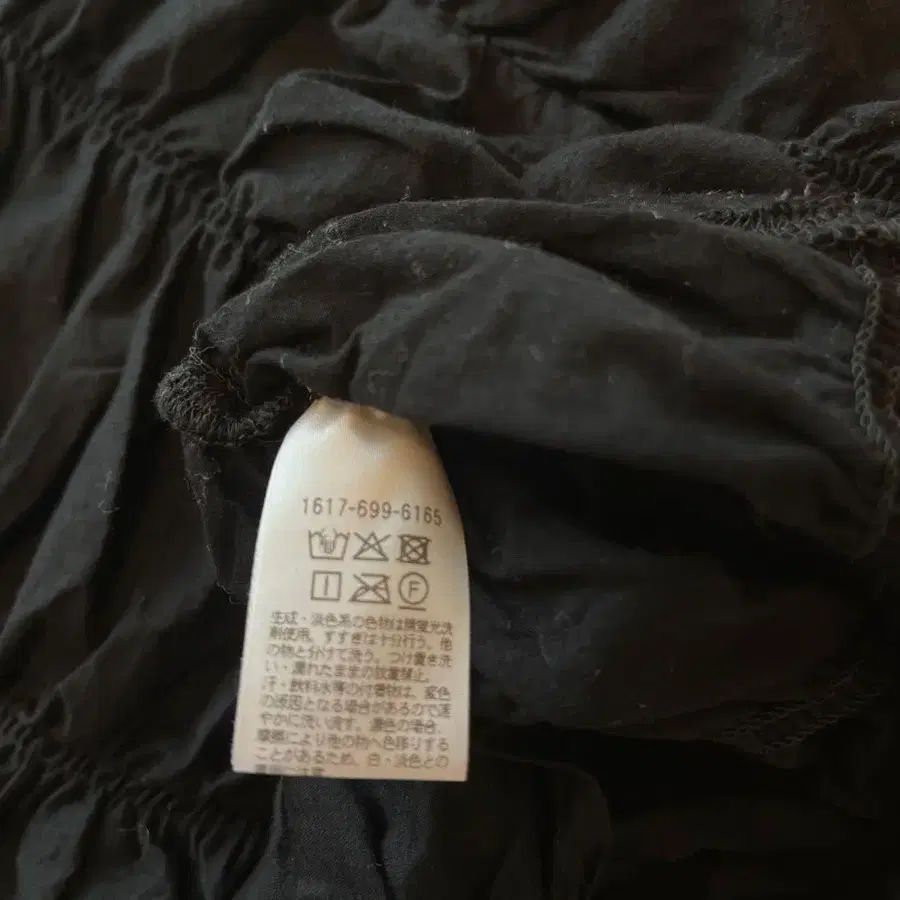 1617-699-6165
F
生成・淡色系の色物は無蛍光洗
剤使用。すすぎは十分行う。他
の物と分けて洗う。つけ置き洗
い・濡れたままの放置禁止。
汗・飲料水等の付着物は、変色
の原因となる場合があるので速
やかに洗い流す。濃色の場合、
摩擦により他の物へ色移りする
ことがあるため、白・淡色との